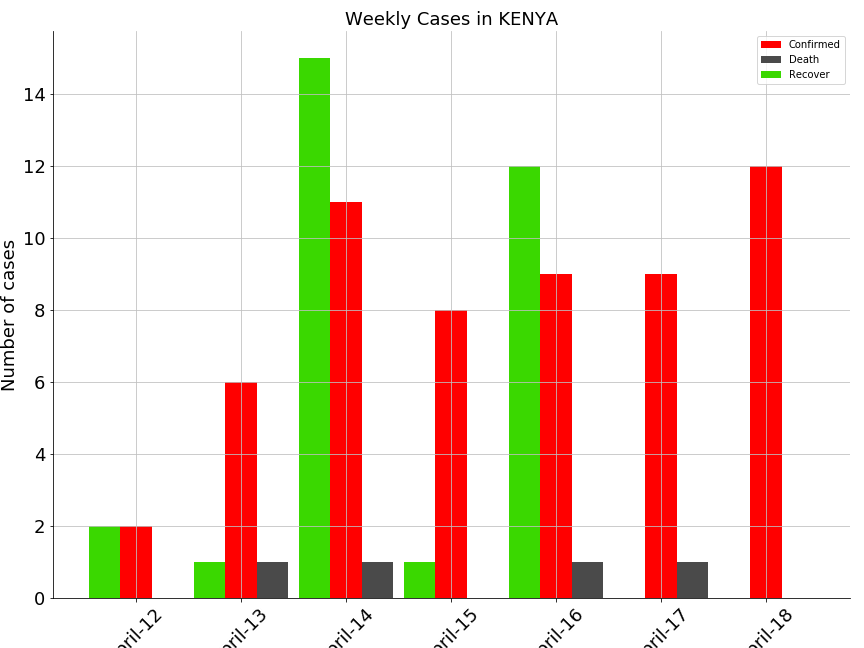 Weekly Cases in KENYA
Confirmed
Death
Recover
Number of cases
14
12
10
8
6
4
2
0
pril-12
pril-13
pril-14
pril-15
pril-16
pril-17
pril-18